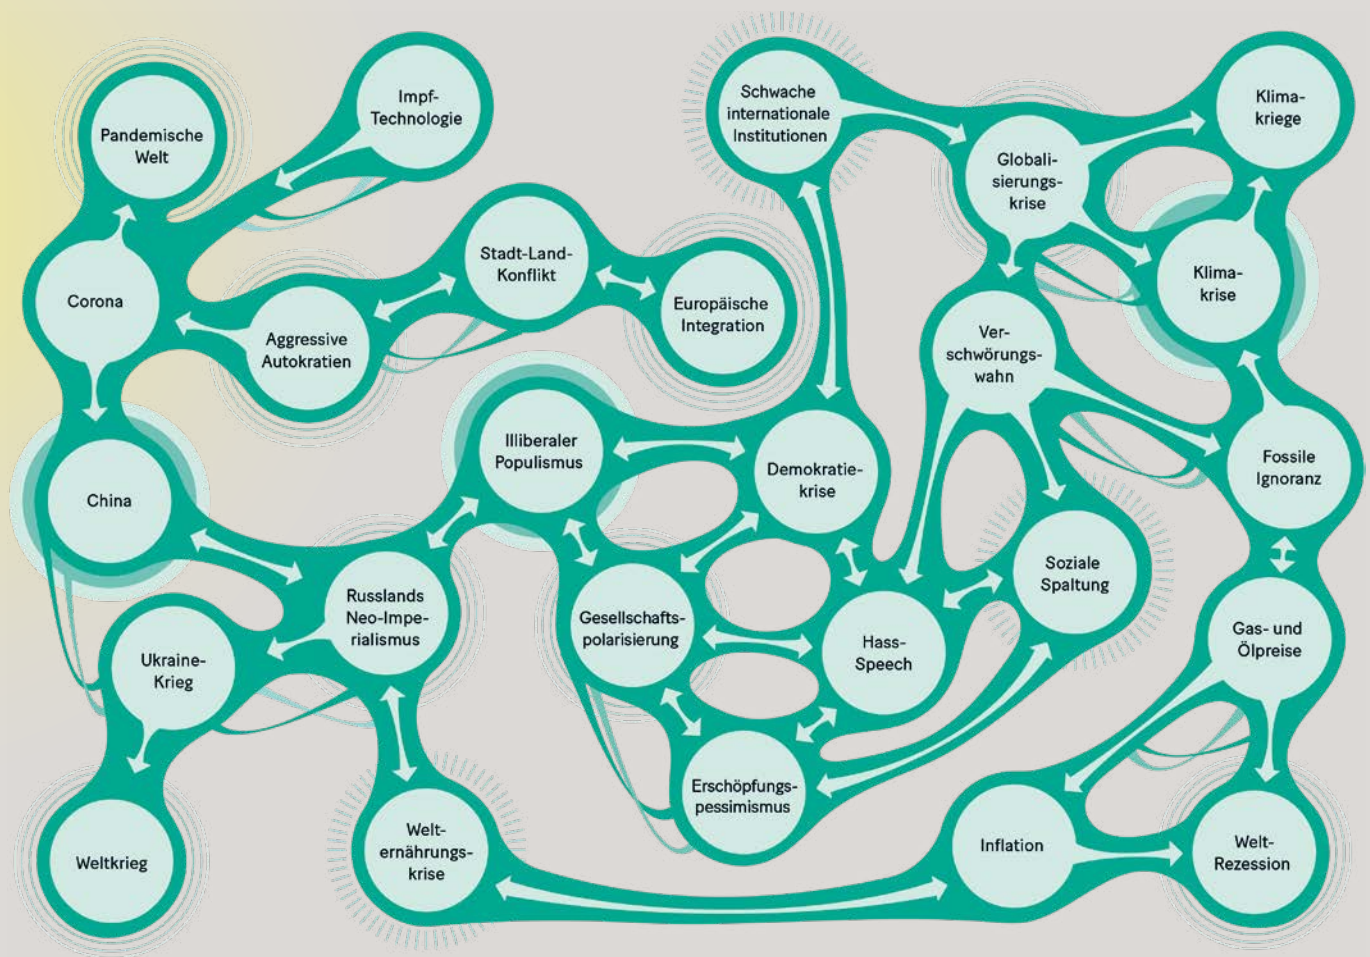 Impf-
Technologie
Pandemische
Welt
Schwache
internationale
Institutionen
Klima-
kriege
Globali-
sierungs-
krise
Stadt-Land-
Konflikt
Klima-
krise
Corona
Europäische
Integration
Aggressive
Autokratien
Ver-
schwörungs-
wahn
Illiberaler
Populismus
Demokratie-
krise
Fossile
Ignoranz
China
Soziale
Spaltung
Russlands
Neo-Impe-
rialismus
Gesellschafts-
polarisierung
Hass-
Speech
Gas- und
Ölpreise
Ukraine-
Krieg
Erschöpfungs-
pessimismus
Weltkrieg
Welt-
ernährungs-
krise
Inflation
Welt-
Rezession